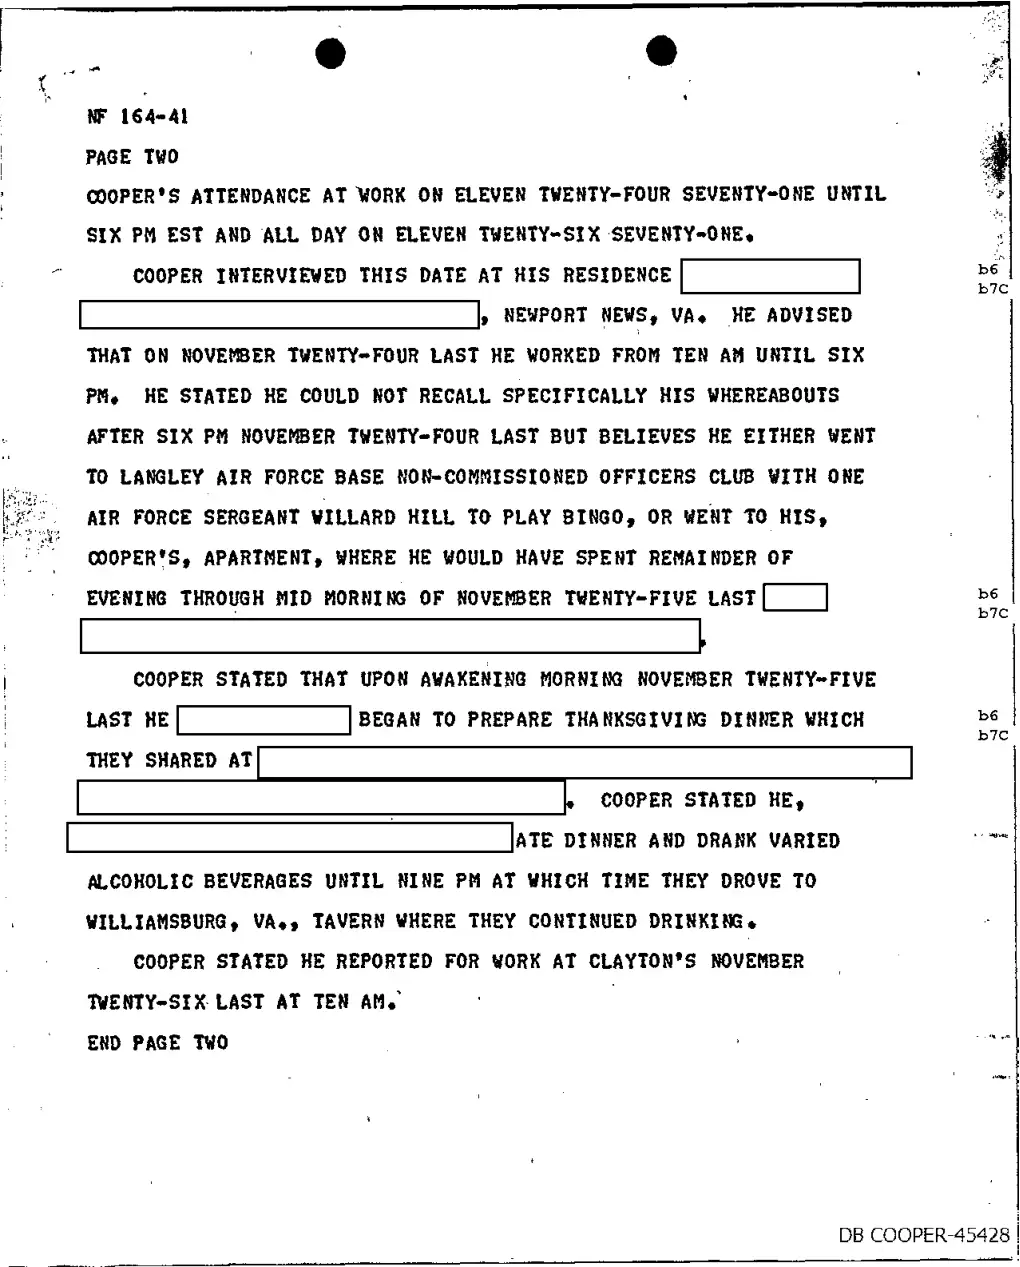 NF 164-41
PAGE TWO
COOPER'S ATTENDANCE AT WORK ON ELEVEN TWENTY-FOUR SEVENTY-ONE UNTIL
SIX PM EST AND ALL DAY ON ELEVEN TWENTY-SIX SEVENTY-ONE.
COOPER INTERVIEWED THIS DATE AT HIS RESIDENCE
b6
b7C
, NEWPORT NEWS, VA. HE ADVISED
THAT ON NOVEMBER TWENTY-FOUR LAST HE WORKED FROM TEN AM UNTIL SIX
PM. HE STATED HE COULD NOT RECALL SPECIFICALLY HIS WHEREABOUTS
AFTER SIX PM NOVEMBER TWENTY-FOUR LAST BUT BELIEVES HE EITHER WENT
TO LANGLEY AIR FORCE BASE NON-COMMISSIONED OFFICERS CLUB WITH ONE
AIR FORCE SERGEANT WILLARD HILL TO PLAY BINGO, OR WENT TO HIS,
COOPER'S, APARTMENT, WHERE HE WOULD HAVE SPENT REMAINDER OF
EVENING THROUGH MID MORNING OF NOVEMBER TWENTY-FIVE LAST
b6
b7C
.
COOPER STATED THAT UPON AWAKENING MORNING NOVEMBER TWENTY-FIVE
LAST HE BEGAN TO PREPARE THANKSGIVING DINNER WHICH
b6
b7C
THEY SHARED AT
. COOPER STATED HE,
ATE DINNER AND DRANK VARIED
ALCOHOLIC BEVERAGES UNTIL NINE PM AT WHICH TIME THEY DROVE TO
WILLIAMSBURG, VA., TAVERN WHERE THEY CONTINUED DRINKING.
COOPER STATED HE REPORTED FOR WORK AT CLAYTON'S NOVEMBER
TWENTY-SIX LAST AT TEN AM.
END PAGE TWO
DB COOPER-45428